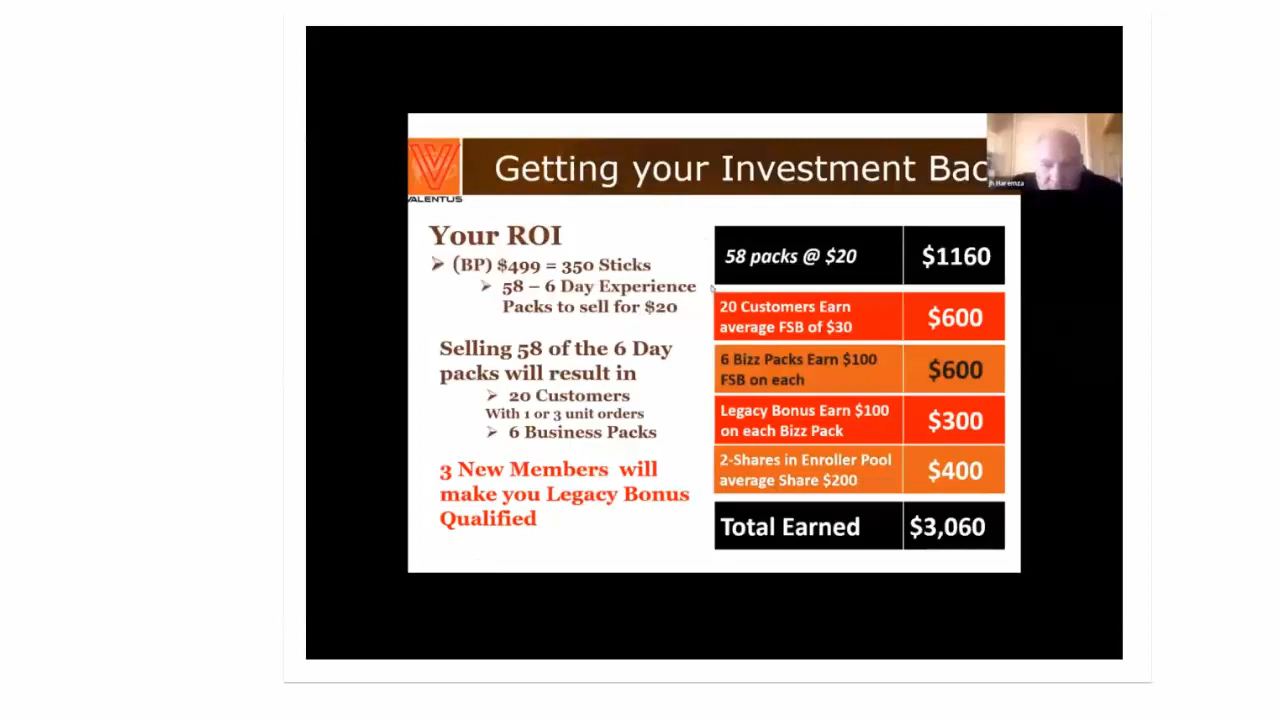 Getting your Investment Bac
h Haremza
VALENTUS
Your ROI
(BP) $499 = 350 Sticks
58 – 6 Day Experience
Packs to sell for $20
Selling 58 of the 6 Day
packs will result in
20 Customers
With 1 or 3 unit orders
6 Business Packs
3 New Members will
make you Legacy Bonus
Qualified
58 packs @ $20 $1160
20 Customers Earn
average FSB of $30 $600
6 Bizz Packs Earn $100
FSB on each $600
Legacy Bonus Earn $100
on each Bizz Pack $300
2-Shares in Enroller Pool
average Share $200 $400
Total Earned $3,060